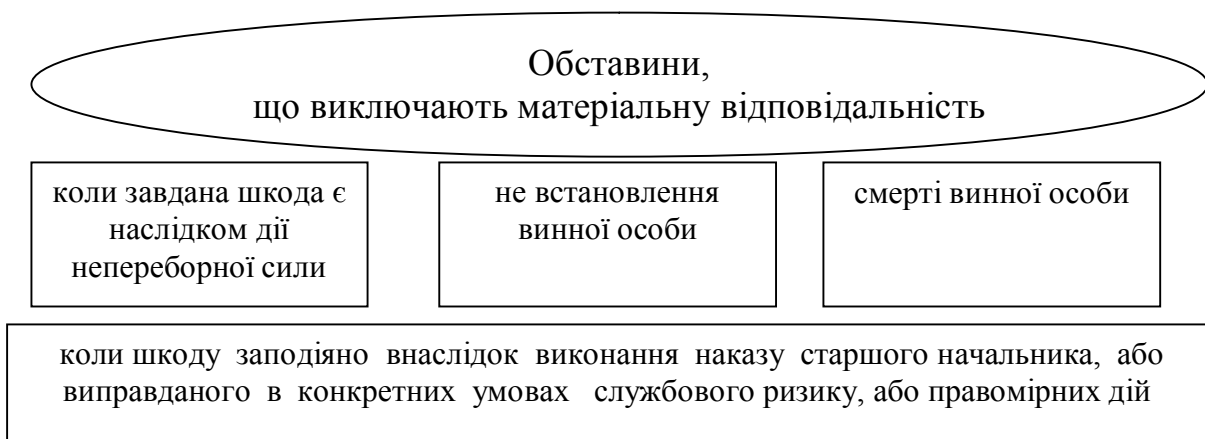 Обставини,
що виключають матеріальну відповідальність
коли завдана шкода є
наслідком дії
непереборної сили
не встановлення
винної особи
смерті винної особи
коли шкоду заподіяно внаслідок виконання наказу старшого начальника, або
виправданого в конкретних умовах службового ризику, або правомірних дій